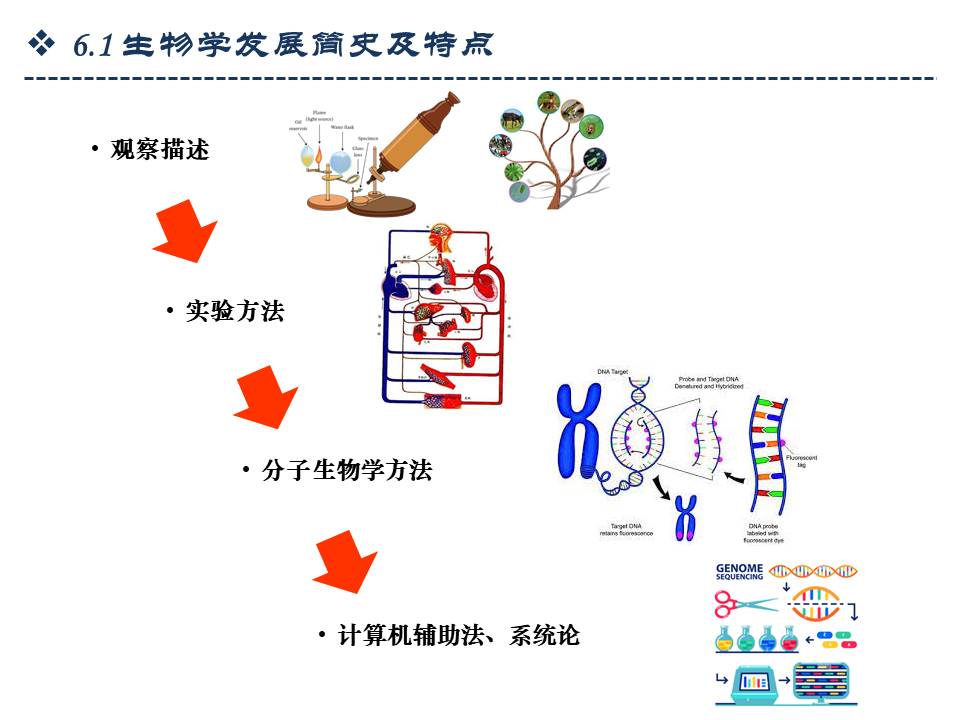 ❖ 6.1生物学发展简史及特点
• 观察描述
Flame
(light source)
Oil
reservoir
Water flask
Specimen
Glass
lens
• 实验方法
DNA Target
Probe and Target DNA
Denatured and Hybridized
Fluorescent
tag
• 分子生物学方法
Target DNA
retains fluorescence
DNA probe
labeled with
fluorescent dye
GENOME
SEQUENCING
• 计算机辅助法、系统论